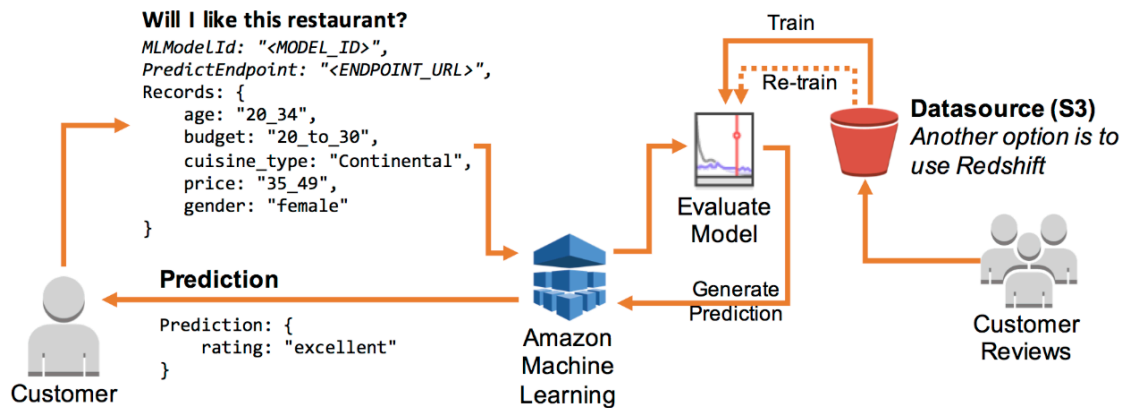 Will I like this restaurant?
MLModelId: "<MODEL_ID>",
PredictEndpoint: "<ENDPOINT_URL>",
Records: {
age: "20_34",
budget: "20_to_30",
cuisine_type: "Continental",
price: "35_49",
gender: "female"
}
Prediction
Prediction: {
rating: "excellent"
}
Customer
Amazon
Machine
Learning
Train
Re-train
Evaluate
Model
Generate
Prediction
Datasource (S3)
Another option is to
use Redshift
Customer
Reviews